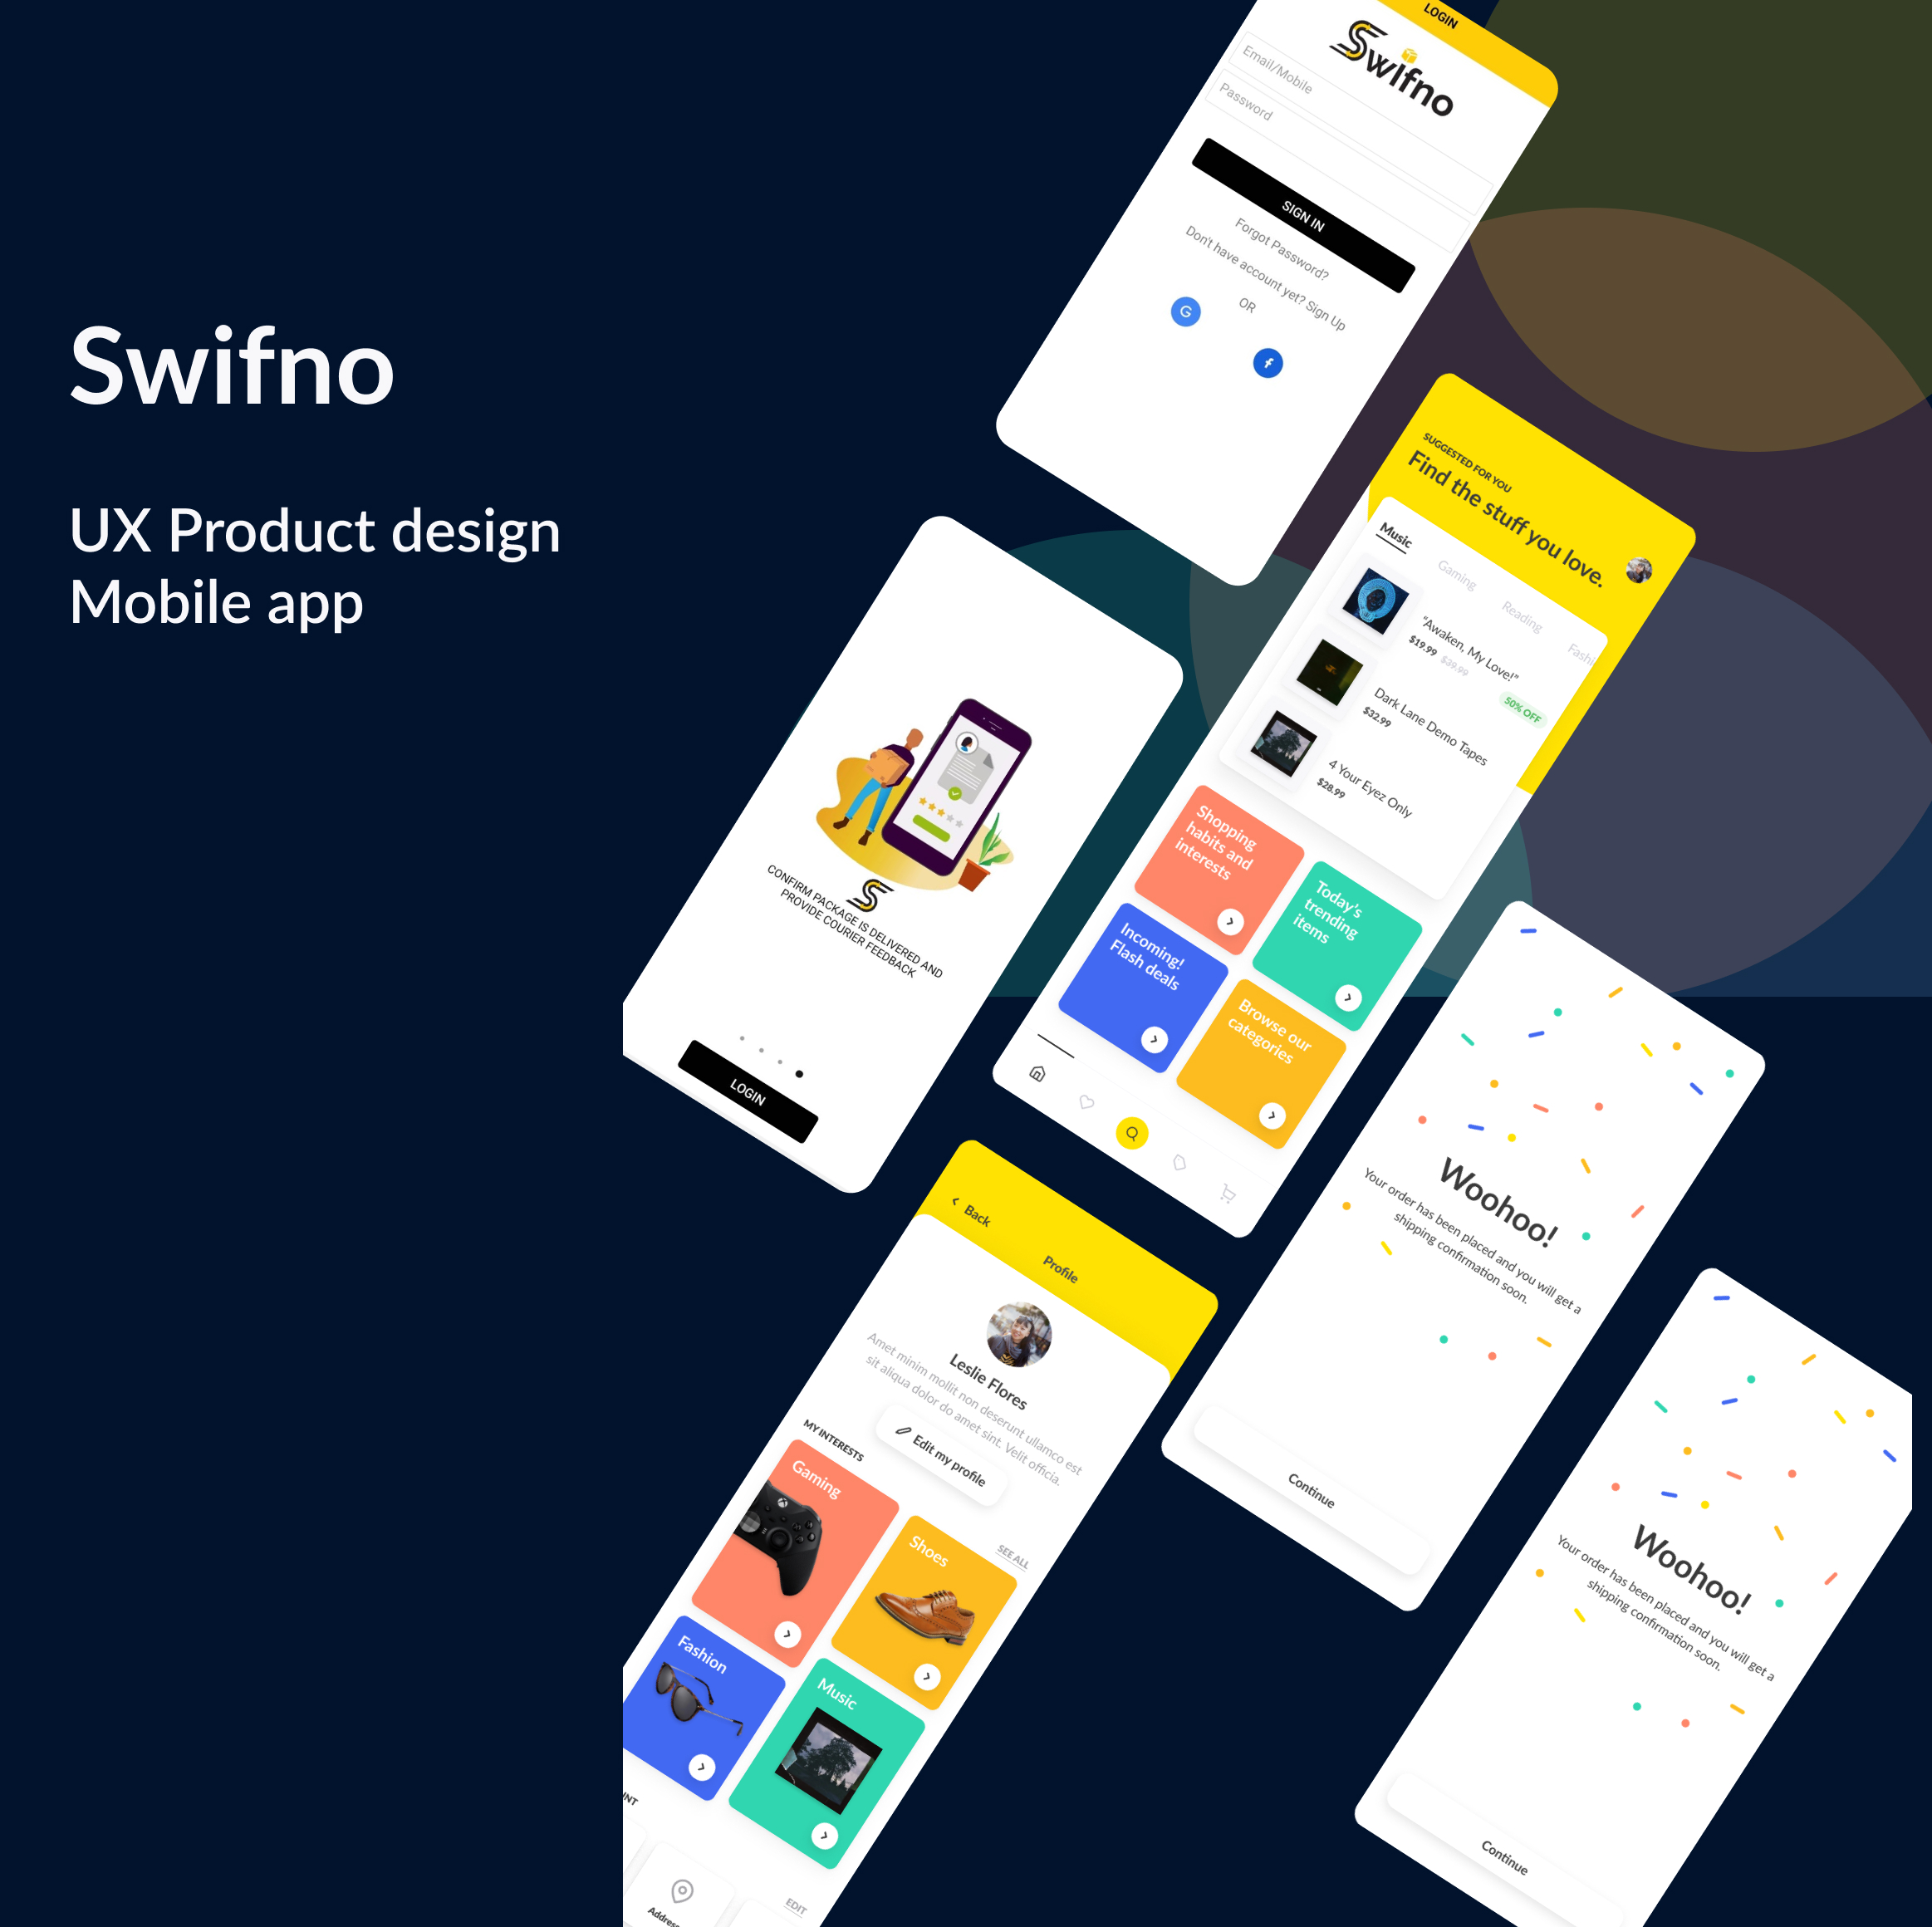 Swifno
UX Product design
Mobile app
LOGIN
Swifno
Email/Mobile
Password
SIGN IN
Forgot Password?
Don't have account yet? Sign Up
OR
G
f
SUGGESTED FOR YOU
Find the stuff you love.
Music
Gaming
Reading
Fashi
"Awaken, My Love!"
$19.99 $39.99
50% OFF
Dark Lane Demo Tapes
$32.99
4 Your Eyez Only
$28.99
Shopping
habits and
interests
Today's
trending
items
Incoming!
Flash deals
Browse our
categories
S
CONFIRM PACKAGE IS DELIVERED AND
PROVIDE COURIER FEEDBACK
LOGIN
Back
Profile
Leslie Flores
Amet minim mollit non deserunt ullamco est
sit aliqua dolor do amet sint. Velit officia.
Edit my profile
MY INTERESTS
SEE ALL
Gaming
Shoes
Fashion
Music
UNT
EDIT
Addres
Woohoo!
Your order has been placed and you will get a
shipping confirmation soon.
Continue
Woohoo!
Your order has been placed and you will get a
shipping confirmation soon.
Continue